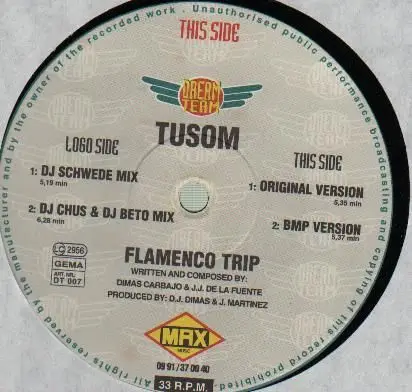 by the manufacturer and by the owner of the recorded work . Unauthorised public performance broadcasting and copying of this record prohibited . All rights reserved
THIS SIDE
DREAM
TEAM
TUSOM
LOGO SIDE
1: DJ SCHWEDE MIX
5,19 min
2: DJ CHUS & DJ BETO MIX
6,28 min
THIS SIDE
1: ORIGINAL VERSION
5,35 min
2: BMP VERSION
5,37 min
LC 2956
GEMA
ART. NR.:
DT 007
FLAMENCO TRIP
WRITTEN AND COMPOSED BY:
DIMAS CARBAJO & J.J. DE LA FUENTE
PRODUCED BY: D.J. DIMAS & J. MARTINEZ
MAX
MUSIC
09 91/37 09 40
33 R.P.M.